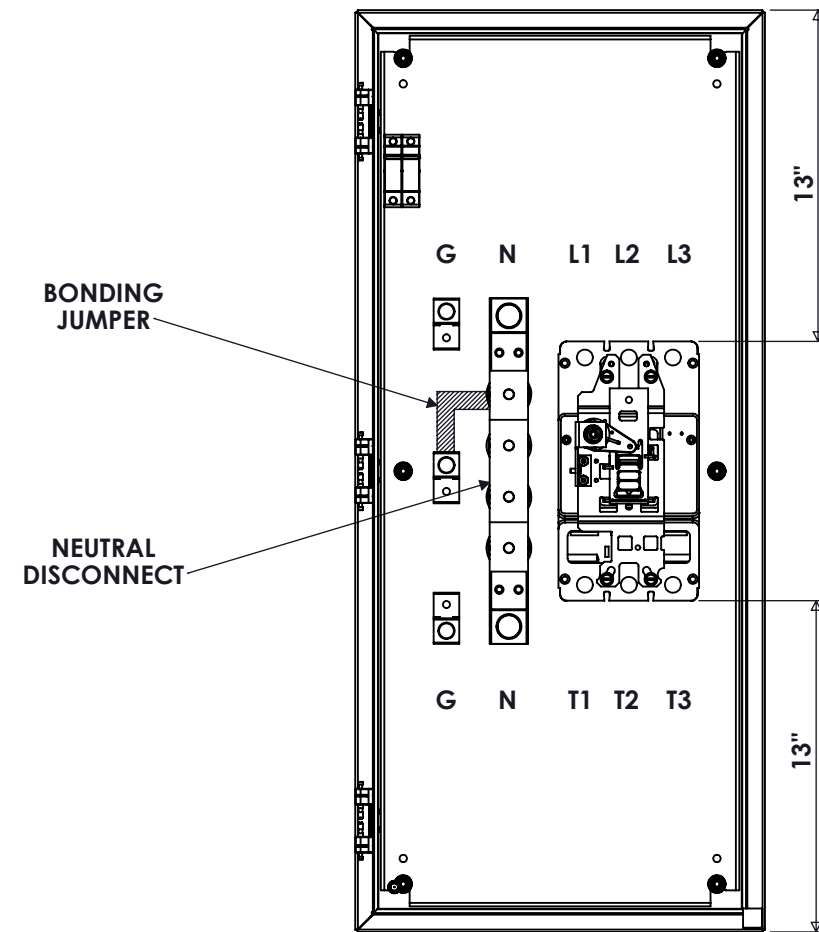 13"
G N L1 L2 L3
BONDING
JUMPER
NEUTRAL
DISCONNECT
G N T1 T2 T3
13"